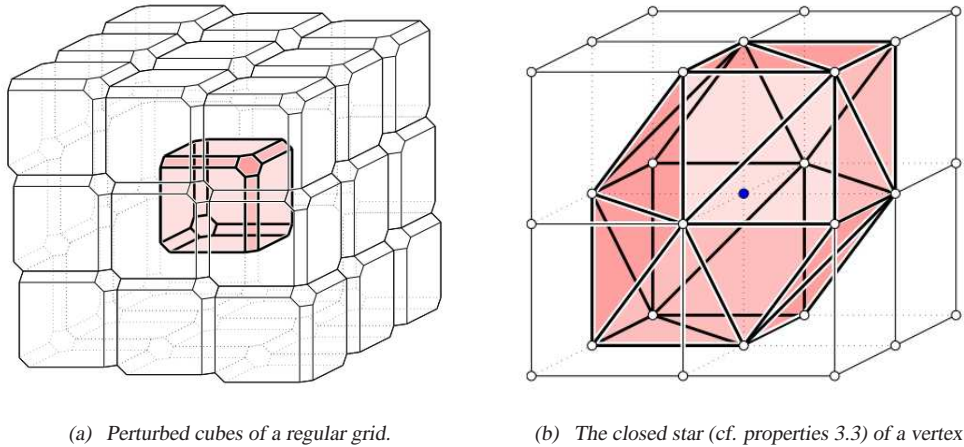 (a) Perturbed cubes of a regular grid.
(b) The closed star (cf. properties 3.3) of a vertex